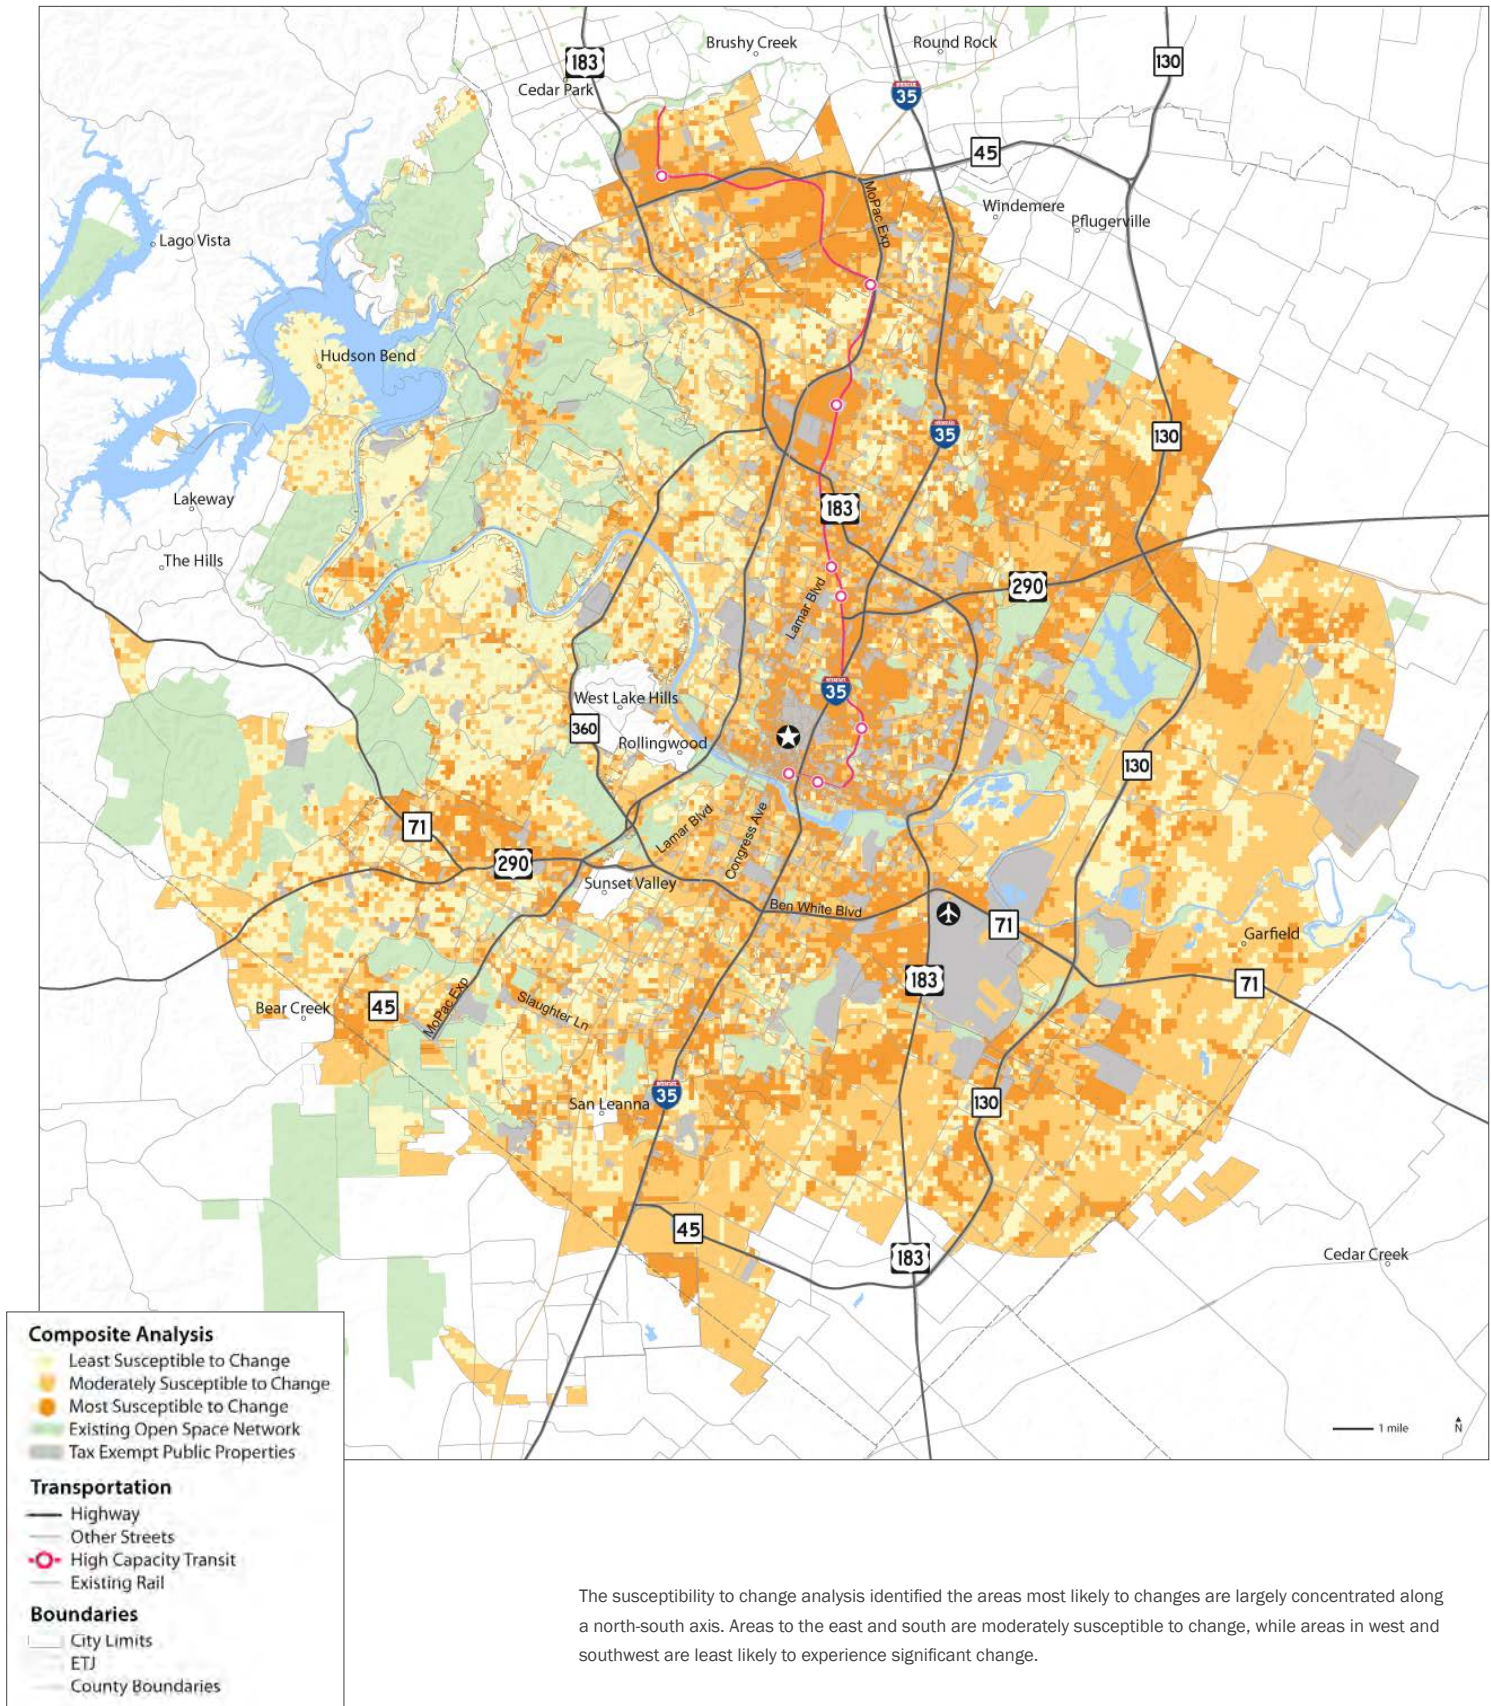 Brushy Creek
Round Rock
183
130
Cedar Park
35
45
Windemere
Pflugerville
MoPac Exp
Lago Vista
Hudson Bend
35
130
Lakeway
183
The Hills
290
Lamar Blvd
35
West Lake Hills
360
Rollingwood
130
71
Lamar Blvd
Congress Ave
290
Sunset Valley
Ben White Blvd
71
Garfield
183
71
Bear Creek
45
MoPac Exp
Slaughter Ln
35
San Leanna
130
45
183
Cedar Creek
1 mile
N
Composite Analysis
Least Susceptible to Change
Moderately Susceptible to Change
Most Susceptible to Change
Existing Open Space Network
Tax Exempt Public Properties
Transportation
Highway
Other Streets
High Capacity Transit
Existing Rail
Boundaries
City Limits
ETJ
County Boundaries
The susceptibility to change analysis identified the areas most likely to changes are largely concentrated along
a north-south axis. Areas to the east and south are moderately susceptible to change, while areas in west and
southwest are least likely to experience significant change.